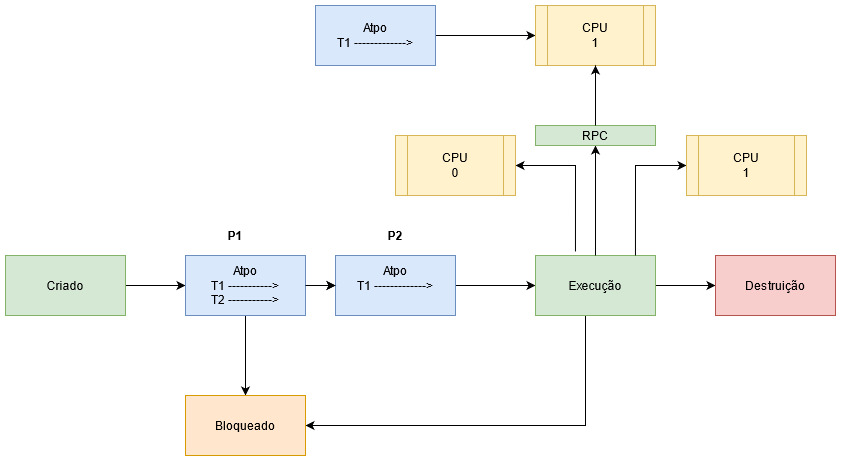 Atpo
T1 ------------->
CPU
1
RPC
CPU
0
CPU
1
P1
P2
Criado
Atpo
T1 ----------->
T2 ----------->
Atpo
T1 ------------->
Execução
Destruição
Bloqueado